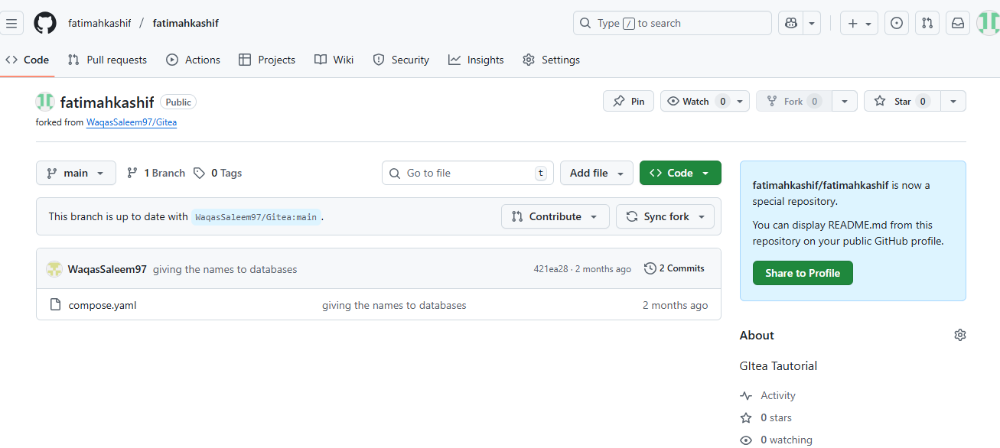 fatimahkashif / fatimahkashif Type / to search
Code Pull requests Actions Projects Wiki Security Insights Settings
fatimahkashif Public Pin Watch 0 Fork 0 Star 0
forked from WaqasSaleem97/Gitea
main 1 Branch 0 Tags Go to file t Add file Code
This branch is up to date with WaqasSaleem97/Gitea:main . Contribute Sync fork
WaqasSaleem97 giving the names to databases 421ea28 · 2 months ago 2 Commits
compose.yaml giving the names to databases 2 months ago
fatimahkashif/fatimahkashif is now a
special repository.
You can display README.md from this
repository on your public GitHub profile.
Share to Profile
About
GItea Tautorial
Activity
0 stars
0 watching